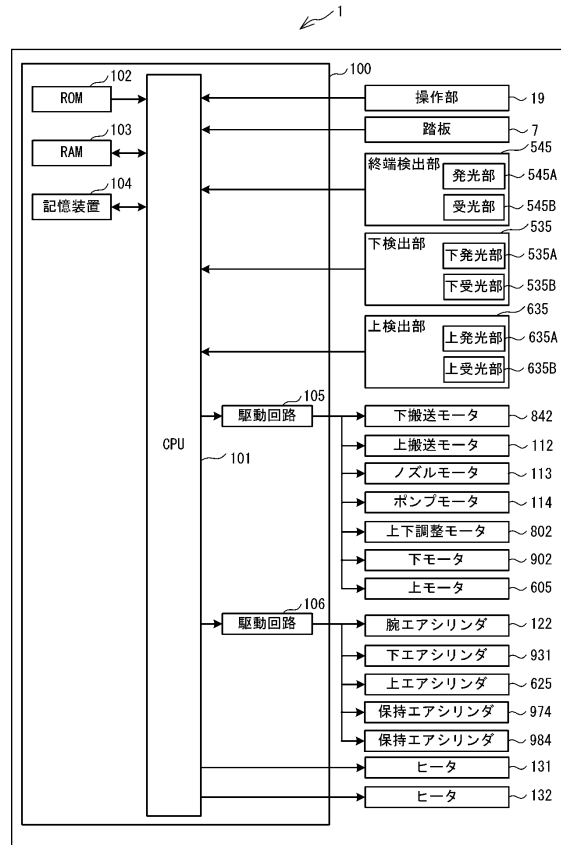 1
100
102
ROM
103
RAM
104
記憶装置
CPU
101
操作部 19
踏板 7
545
終端検出部
発光部 545A
受光部 545B
535
下検出部
下発光部 535A
下受光部 535B
635
上検出部
上発光部 635A
上受光部 635B
105
駆動回路
下搬送モータ 842
上搬送モータ 112
ノズルモータ 113
ポンプモータ 114
上下調整モータ 802
下モータ 902
上モータ 605
106
駆動回路
腕エアシリンダ 122
下エアシリンダ 931
上エアシリンダ 625
保持エアシリンダ 974
保持エアシリンダ 984
ヒータ 131
ヒータ 132